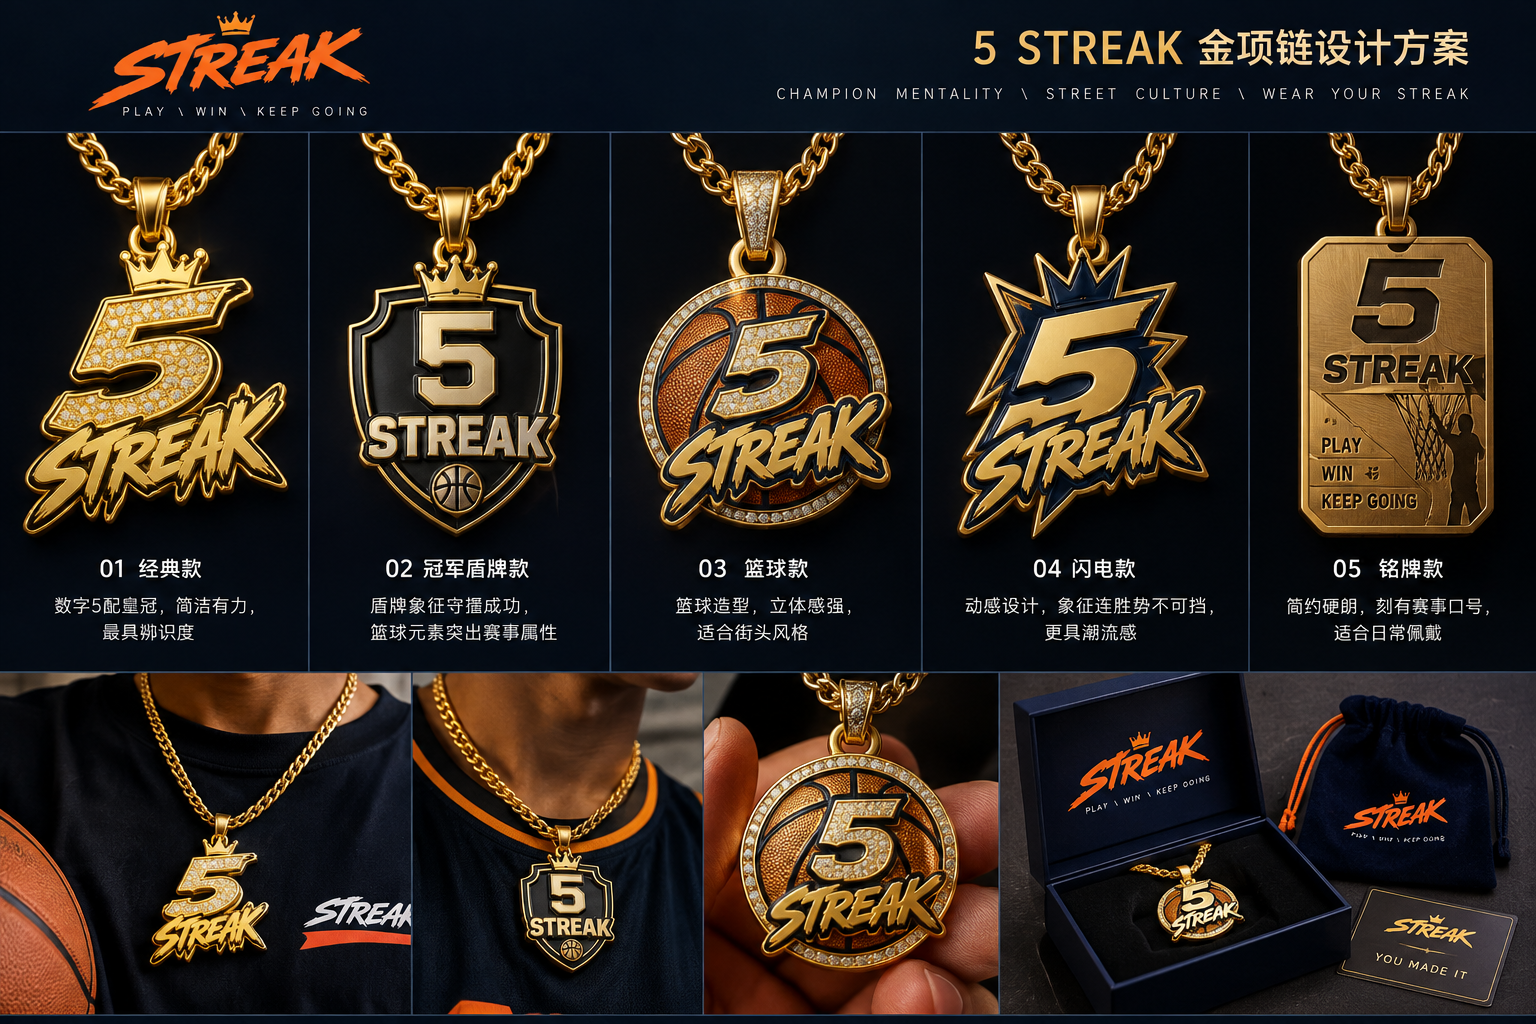 STREAK
PLAY \ WIN \ KEEP GOING
5 STREAK 金项链设计方案
CHAMPION MENTALITY \ STREET CULTURE \ WEAR YOUR STREAK
5
STREAK
5
STREAK
5
STREAK
5
STREAK
5
STREAK
PLAY
WIN
KEEP GOING
01 经典款
数字5配皇冠，简洁有力，
最具识度
02 冠军盾牌款
盾牌象征守成功，
篮球元素突出赛事属性
03 篮球款
篮球造型，立体感强，
适合街头风格
04 闪电款
动感设计，象征连胜势不可挡，
更具潮流感
05 铭牌款
简约硬朗，刻有赛事口号，
适合日常佩戴
5
STREAK
STREAK
5
STREAK
5
STREAK
STREAK
PLAY \ WIN \ KEEP GOING
5
STREAK
STREAK
STREAK
YOU MADE IT